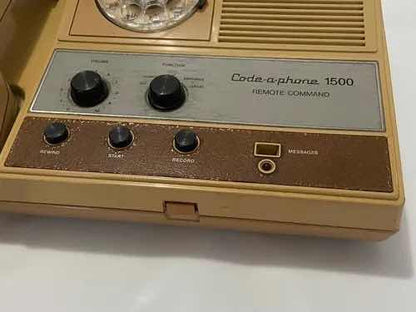 VOLUME
FUNCTION
Code-a-phone 1500
REMOTE COMMAND
REWIND
START
RECORD
MESSAGES